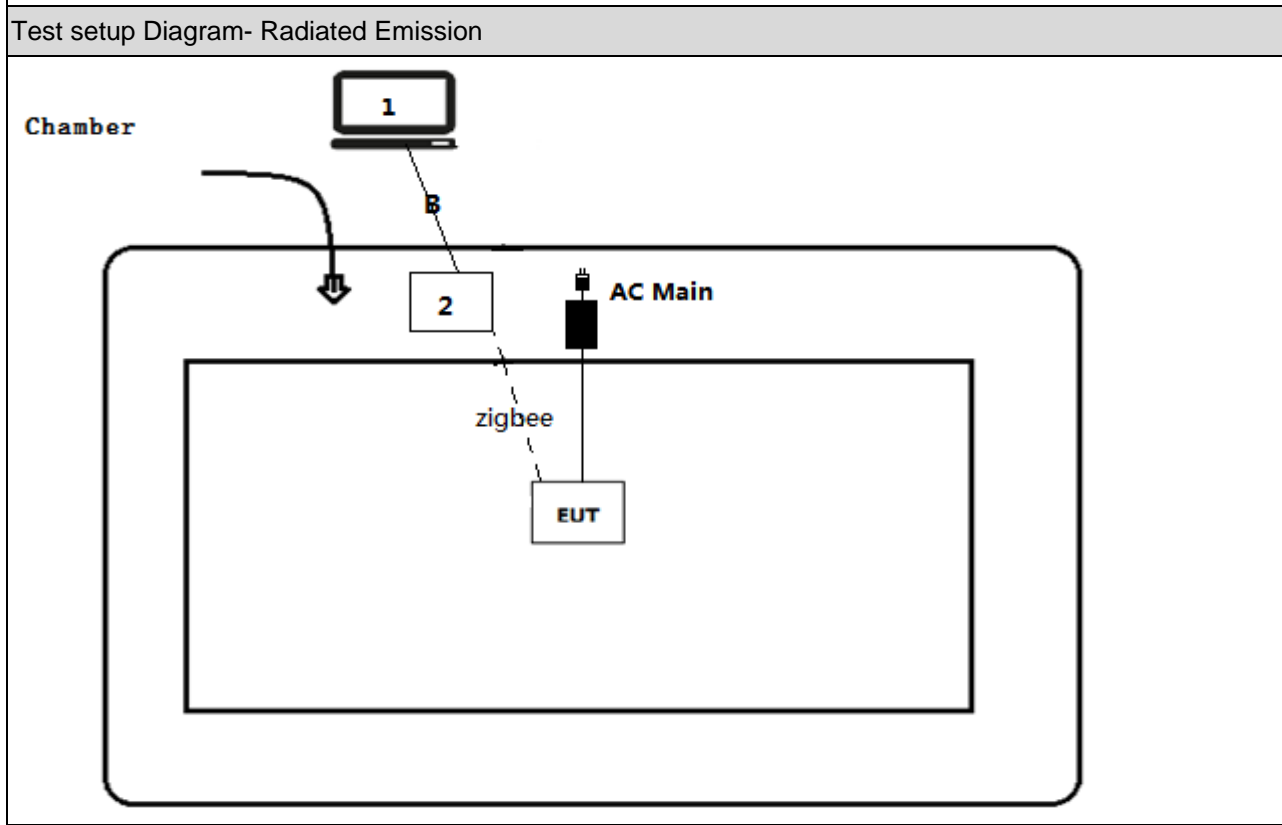 Test setup Diagram- Radiated Emission
1
Chamber
B
2
AC Main
zigbee
EUT